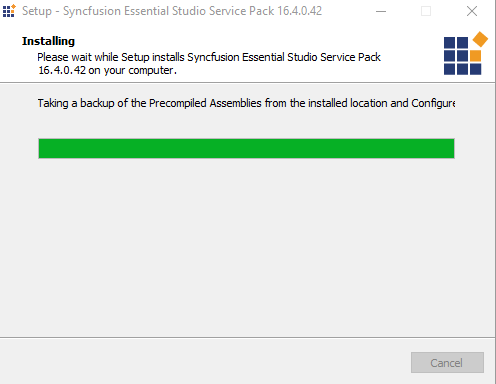 Setup - Syncfusion Essential Studio Service Pack 16.4.0.42
Installing
Please wait while Setup installs Syncfusion Essential Studio Service Pack
16.4.0.42 on your computer.
Taking a backup of the Precompiled Assemblies from the installed location and Configure
Cancel